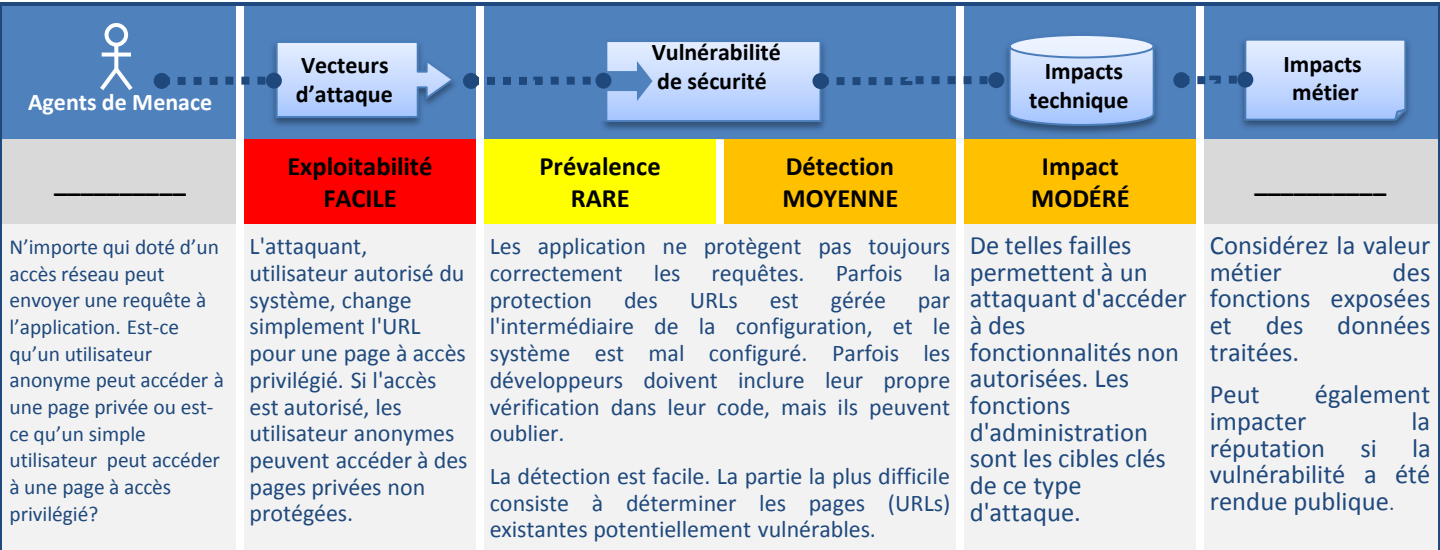 Agents de Menace
Vecteurs
d'attaque
Vulnérabilité
de sécurité
Impacts
technique
Impacts
métier
__________
Exploitabilité
FACILE
Prévalence
RARE
Détection
MOYENNE
Impact
MODÉRÉ
__________
N'importe qui doté d'un
accès réseau peut
envoyer une requête à
l'application. Est-ce
qu'un utilisateur
anonyme peut accéder à
une page privée ou est-
ce qu'un simple
utilisateur peut accéder
à une page à accès
privilégié?
L'attaquant,
utilisateur autorisé du
système, change
simplement l'URL
pour une page à accès
privilégié. Si l'accès
est autorisé, les
utilisateur anonymes
peuvent accéder à des
pages privées non
protégées.
Les application ne protègent pas toujours
correctement les requêtes. Parfois la
protection des URLs est gérée par
l'intermédiaire de la configuration, et le
système est mal configuré. Parfois les
développeurs doivent inclure leur propre
vérification dans leur code, mais ils peuvent
oublier.
La détection est facile. La partie la plus difficile
consiste à déterminer les pages (URLs)
existantes potentiellement vulnérables.
De telles failles
permettent à un
attaquant d'accéder
à des
fonctionnalités non
autorisées. Les
fonctions
d'administration
sont les cibles clés
de ce type
d'attaque.
Considérez la valeur
métier des
fonctions exposées
et des données
traitées.
Peut également
impacter la
réputation si la
vulnérabilité a été
rendue publique.